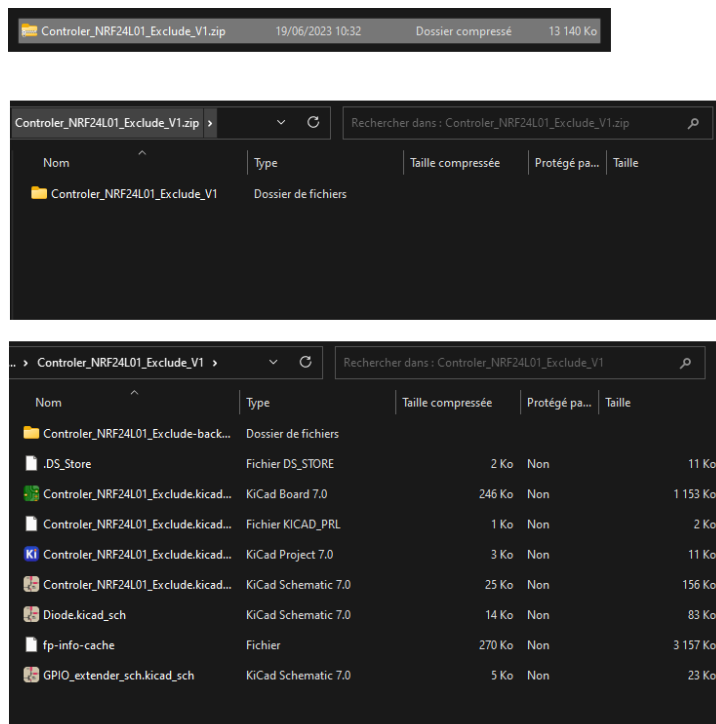 Controler_NRF24L01_Exclude_V1.zip 19/06/2023 10:32 Dossier compressé 13 140 Ko
Controler_NRF24L01_Exclude_V1.zip Rechercher dans : Controler_NRF24L01_Exclude_V1.zip
Nom Type Taille compressée Protégé pa... Taille
Controler_NRF24L01_Exclude_V1 Dossier de fichiers
... Controler_NRF24L01_Exclude_V1 Rechercher dans : Controler_NRF24L01_Exclude_V1
Nom Type Taille compressée Protégé pa... Taille
Controler_NRF24L01_Exclude-back... Dossier de fichiers
.DS_Store Fichier DS_STORE 2 Ko Non 11 Ko
Controler_NRF24L01_Exclude.kicad... KiCad Board 7.0 246 Ko Non 1 153 Ko
Controler_NRF24L01_Exclude.kicad... Fichier KICAD_PRL 1 Ko Non 2 Ko
Ki Controler_NRF24L01_Exclude.kicad... KiCad Project 7.0 3 Ko Non 11 Ko
Controler_NRF24L01_Exclude.kicad... KiCad Schematic 7.0 25 Ko Non 156 Ko
Diode.kicad_sch KiCad Schematic 7.0 14 Ko Non 83 Ko
fp-info-cache Fichier 270 Ko Non 3 157 Ko
GPIO_extender_sch.kicad_sch KiCad Schematic 7.0 5 Ko Non 23 Ko